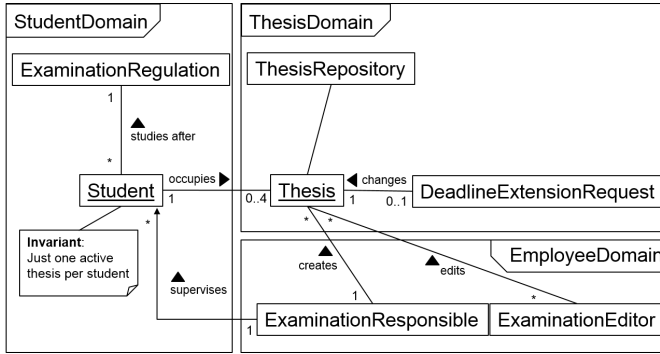 StudentDomain
ThesisDomain
ExaminationRegulation
ThesisRepository
1
studies after
*
occupies
changes
Student
1
0..4
Thesis
1
0..1
DeadlineExtensionRequest
*
*
*
Invariant:
Just one active
thesis per student
EmployeeDomain
creates
edits
supervises
1
*
1
ExaminationResponsible
ExaminationEditor